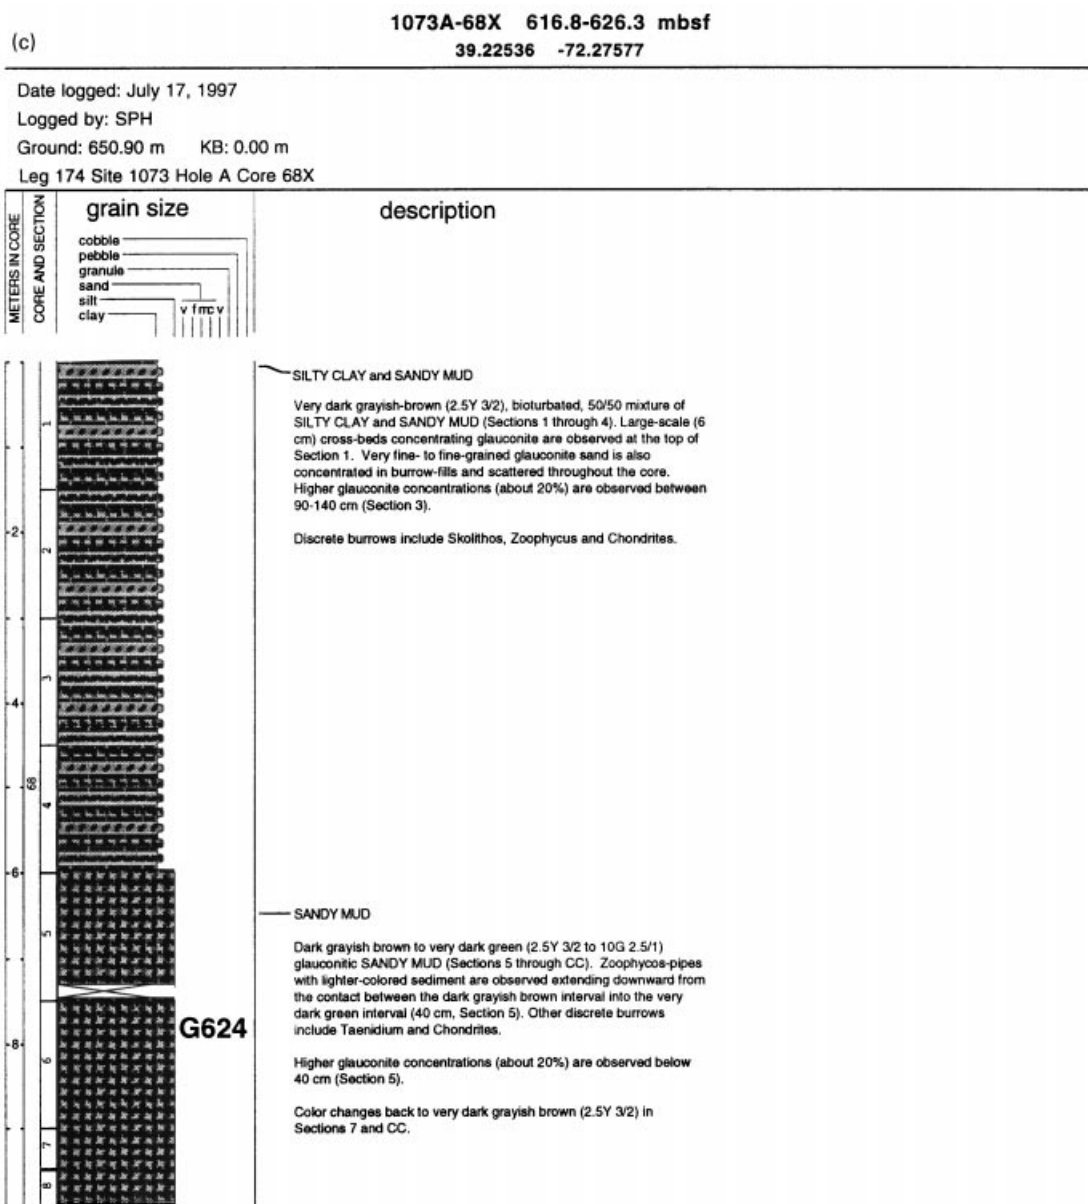 (c)
1073A-68X 616.8-626.3 mbsf
39.22536 -72.27577
Date logged: July 17, 1997
Logged by: SPH
Ground: 650.90 m KB: 0.00 m
Leg 174 Site 1073 Hole A Core 68X
METERS IN CORE
CORE AND SECTION
grain size
description
cobble
pebble
granule
sand
silt
clay
v f m c v
SILTY CLAY and SANDY MUD
Very dark grayish-brown (2.5Y 3/2), bioturbated, 50/50 mixture of
SILTY CLAY and SANDY MUD (Sections 1 through 4). Large-scale (6
cm) cross-beds concentrating glauconite are observed at the top of
Section 1. Very fine- to fine-grained glauconite sand is also
concentrated in burrow-fills and scattered throughout the core.
Higher glauconite concentrations (about 20%) are observed between
90-140 cm (Section 3).
Discrete burrows include Skolithos, Zoophycus and Chondrites.
1
2
2
3
4
68
4
6
SANDY MUD
Dark grayish brown to very dark green (2.5Y 3/2 to 10G 2.5/1)
glauconitic SANDY MUD (Sections 5 through CC). Zoophycos-pipes
with lighter-colored sediment are observed extending downward from
the contact between the dark grayish brown interval into the very
dark green interval (40 cm, Section 5). Other discrete burrows
include Taenidium and Chondrites.
Higher glauconite concentrations (about 20%) are observed below
40 cm (Section 5).
Color changes back to very dark grayish brown (2.5Y 3/2) in
Sections 7 and CC.
5
G624
8
6
7
8